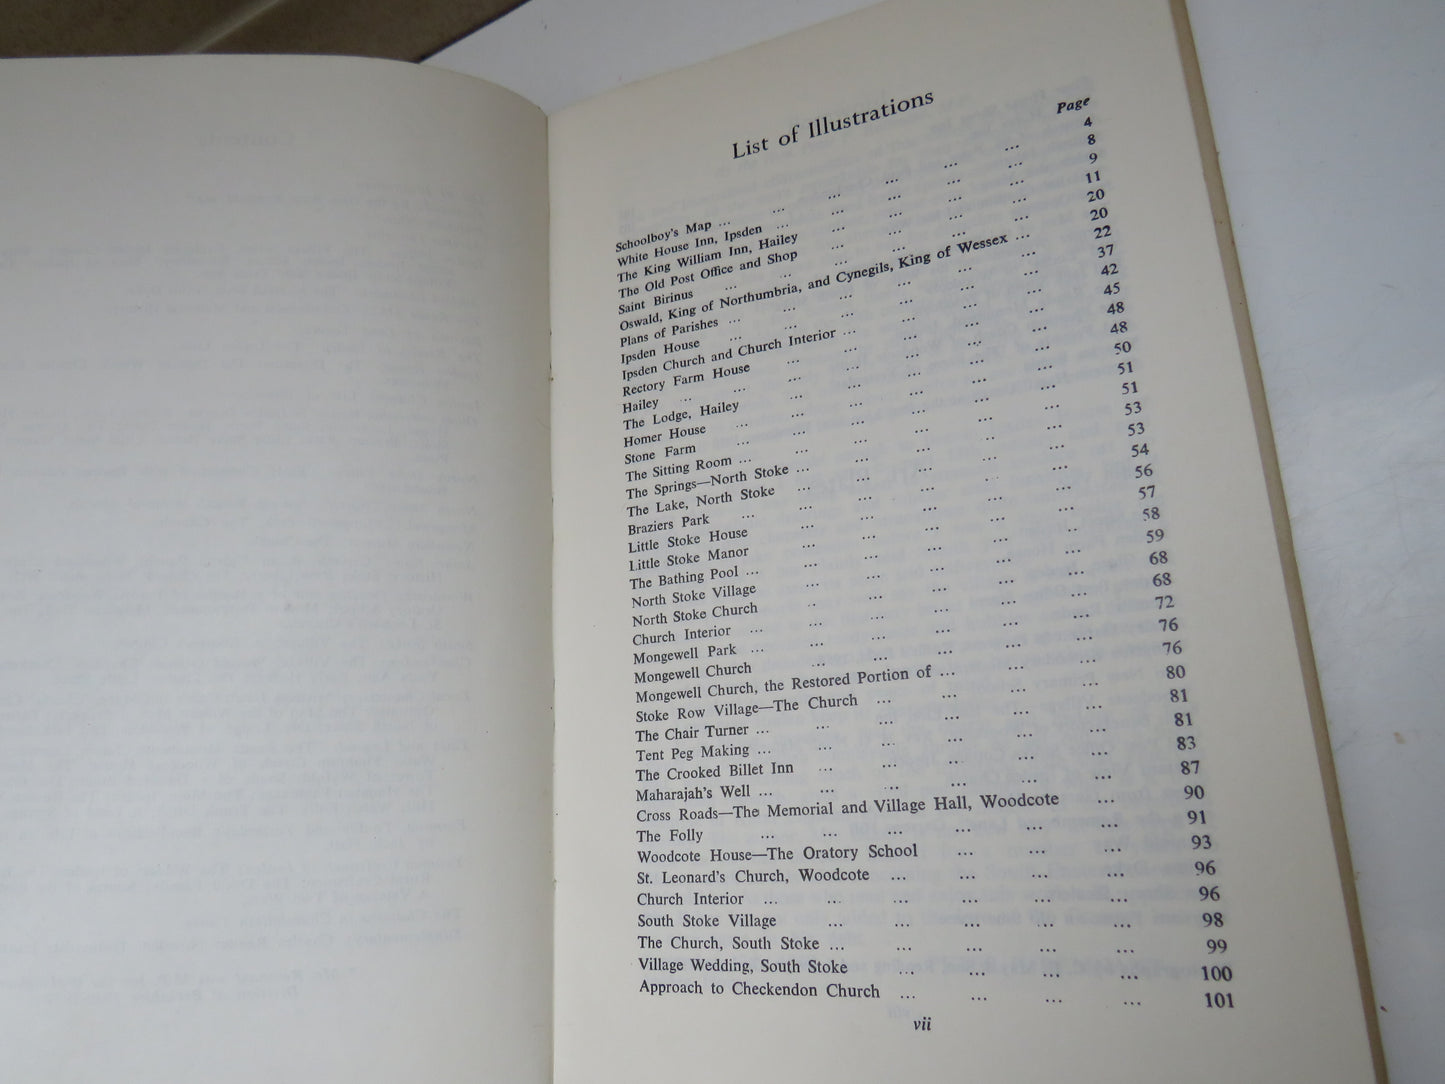 List of Illustrations
Page
Schoolboy's Map ... ... ... ... ... ... 4
White House Inn, Ipsden ... ... ... ... ... 8
The King William Inn, Hailey ... ... ... ... 9
The Old Post Office and Shop ... ... ... ... 11
Saint Birinus ... ... ... ... ... 20
Oswald, King of Northumbria, and Cynegils, King of Wessex ... 20
Plans of Parishes ... ... ... ... ... ... 22
Ipsden House ... ... ... ... ... ... 37
Ipsden Church and Church Interior ... ... ... ... 42
Rectory Farm House ... ... ... ... ... 45
Hailey ... ... ... ... ... ... ... 48
The Lodge, Hailey ... ... ... ... ... 48
Homer House ... ... ... ... ... ... 50
Stone Farm ... ... ... ... ... ... 51
The Sitting Room ... ... ... ... ... ... 51
The Springs—North Stoke ... ... ... ... ... 53
The Lake, North Stoke ... ... ... ... ... 53
Braziers Park ... ... ... ... ... ... 54
Little Stoke House ... ... ... ... ... 56
Little Stoke Manor ... ... ... ... ... 57
The Bathing Pool ... ... ... ... ... ... 58
North Stoke Village ... ... ... ... ... 59
North Stoke Church ... ... ... ... ... 68
Church Interior ... ... ... ... ... ... 68
Mongewell Park ... ... ... ... ... ... 72
Mongewell Church ... ... ... ... ... 76
Mongewell Church, the Restored Portion of ... ... ... 76
Stoke Row Village—The Church ... ... ... ... 80
The Chair Turner ... ... ... ... ... ... 81
Tent Peg Making ... ... ... ... ... ... 81
The Crooked Billet Inn ... ... ... ... ... 83
Maharajah's Well ... ... ... ... ... ... 87
Cross Roads—The Memorial and Village Hall, Woodcote ... 90
The Folly ... ... ... ... ... ... 91
Woodcote House—The Oratory School ... ... ... 93
St. Leonard's Church, Woodcote ... ... ... ... 96
Church Interior ... ... ... ... ... ... 96
South Stoke Village ... ... ... ... ... 98
The Church, South Stoke ... ... ... ... ... 99
Village Wedding, South Stoke ... ... ... ... 100
Approach to Checkendon Church ... ... ... ... 101
vii